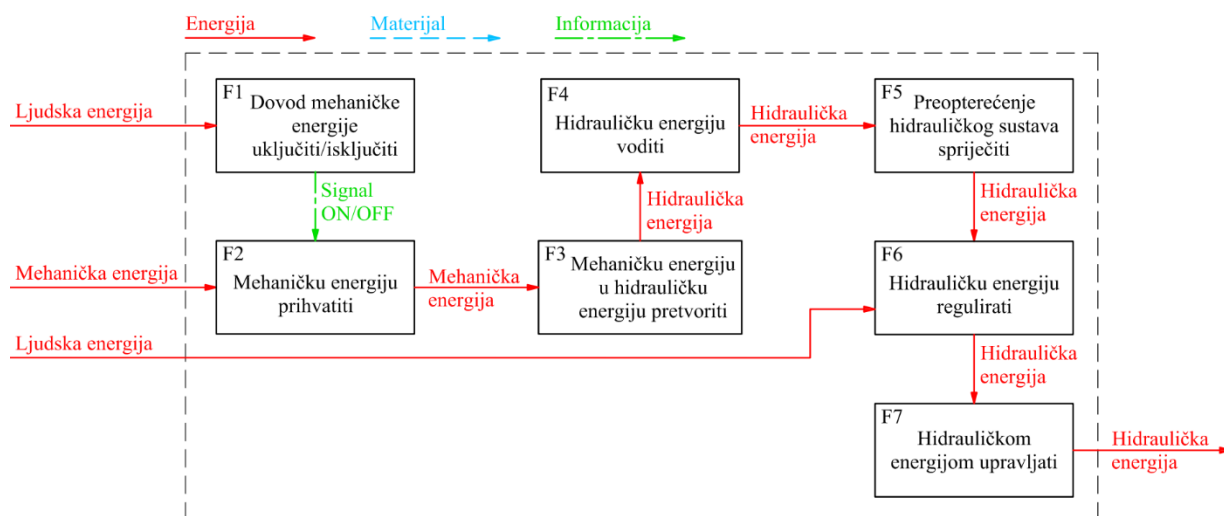 Energija
Materijal
Informacija
Ljudska energija
F1
Dovod mehaničke
energije
uključiti/isključiti
F4
Hidrauličku energiju
voditi
Hidraulička
energija
F5
Preopterećenje
hidrauličkog sustava
spriječiti
Signal
ON/OFF
Hidraulička
energija
Hidraulička
energija
Mehanička energija
F2
Mehaničku energiju
prihvatiti
Mehanička
energija
F3
Mehaničku energiju
u hidrauličku
energiju pretvoriti
F6
Hidrauličku energiju
regulirati
Ljudska energija
Hidraulička
energija
F7
Hidrauličkom
energijom upravljati
Hidraulička
energija